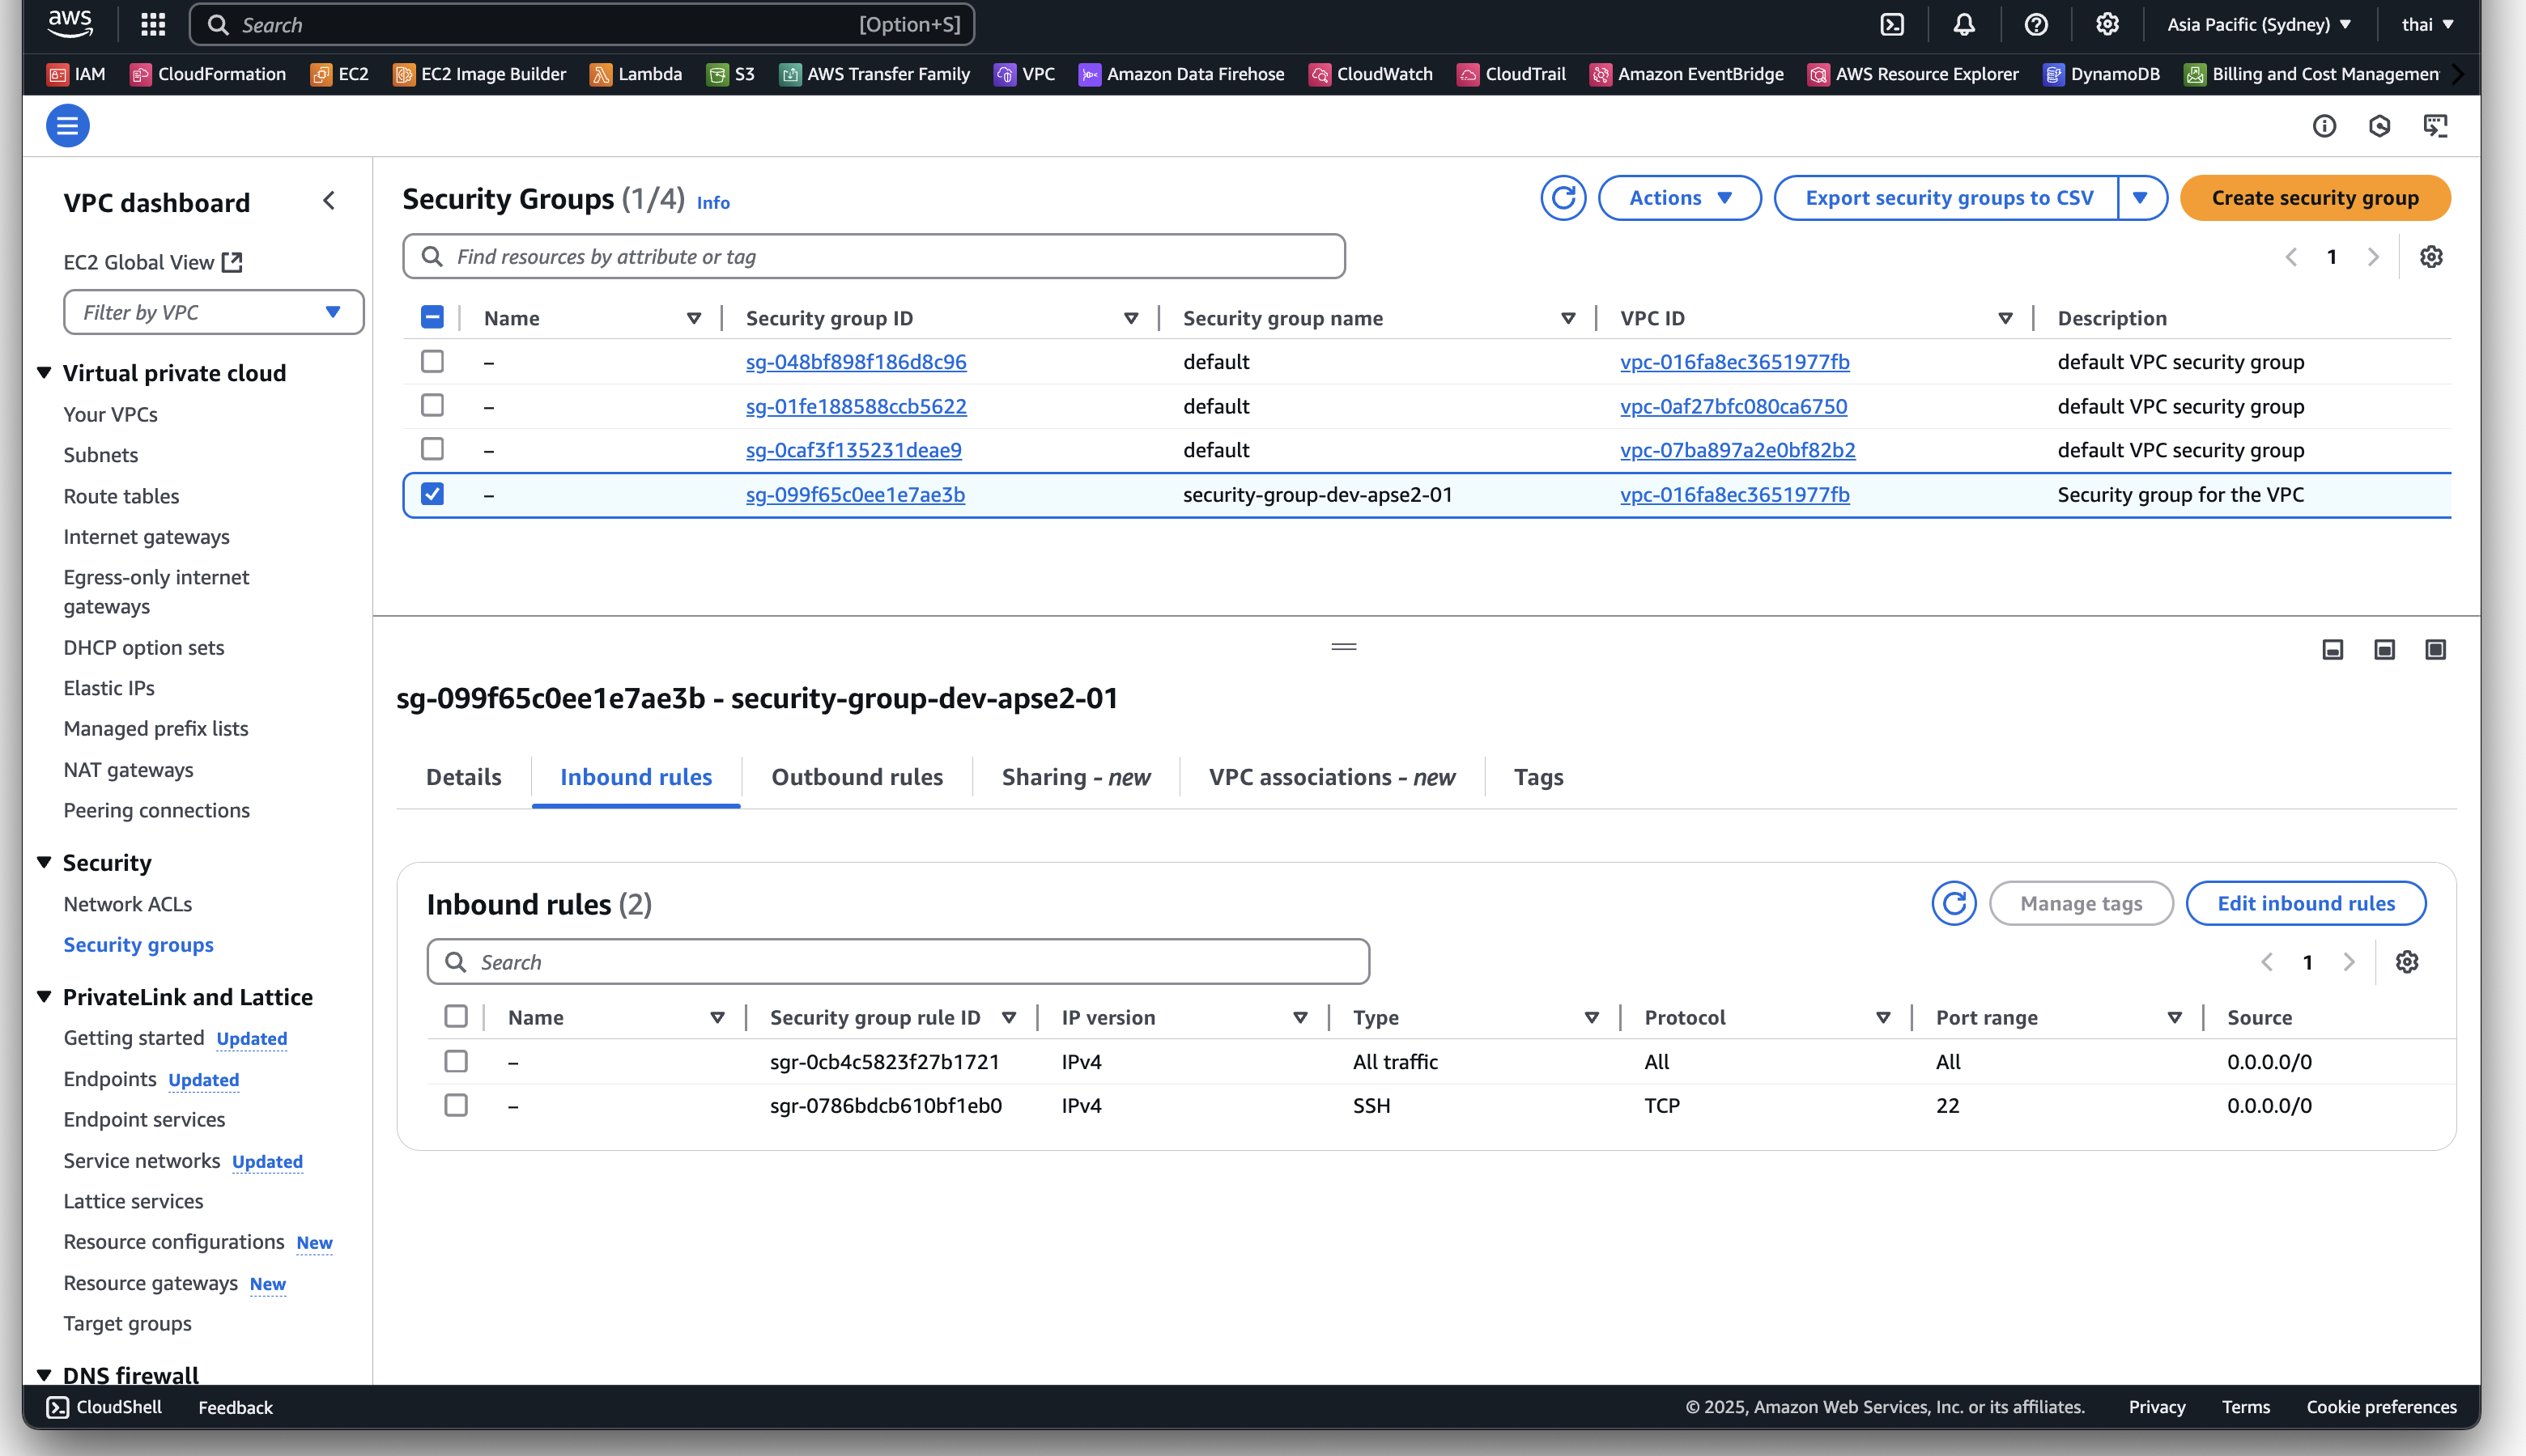 aws
Search [Option+S] Asia Pacific (Sydney) thai
IAM CloudFormation EC2 EC2 Image Builder Lambda S3 AWS Transfer Family VPC Amazon Data Firehose CloudWatch CloudTrail Amazon EventBridge AWS Resource Explorer DynamoDB Billing and Cost Managemen
VPC dashboard
EC2 Global View
Filter by VPC
Virtual private cloud
Your VPCs
Subnets
Route tables
Internet gateways
Egress-only internet
gateways
DHCP option sets
Elastic IPs
Managed prefix lists
NAT gateways
Peering connections
Security
Network ACLs
Security groups
PrivateLink and Lattice
Getting started Updated
Endpoints Updated
Endpoint services
Service networks Updated
Lattice services
Resource configurations New
Resource gateways New
Target groups
DNS firewall
Security Groups (1/4) Info
Actions Export security groups to CSV Create security group
Find resources by attribute or tag
1
Name Security group ID Security group name VPC ID Description
– sg-048bf898f186d8c96 default vpc-016fa8ec3651977fb default VPC security group
– sg-01fe188588ccb5622 default vpc-0af27bfc080ca6750 default VPC security group
– sg-0caf3f135231deae9 default vpc-07ba897a2e0bf82b2 default VPC security group
– sg-099f65c0ee1e7ae3b security-group-dev-apse2-01 vpc-016fa8ec3651977fb Security group for the VPC
sg-099f65c0ee1e7ae3b - security-group-dev-apse2-01
Details Inbound rules Outbound rules Sharing - new VPC associations - new Tags
Inbound rules (2)
Manage tags Edit inbound rules
Search
1
Name Security group rule ID IP version Type Protocol Port range Source
– sgr-0cb4c5823f27b1721 IPv4 All traffic All All 0.0.0.0/0
– sgr-0786bdcb610bf1eb0 IPv4 SSH TCP 22 0.0.0.0/0
CloudShell Feedback © 2025, Amazon Web Services, Inc. or its affiliates. Privacy Terms Cookie preferences